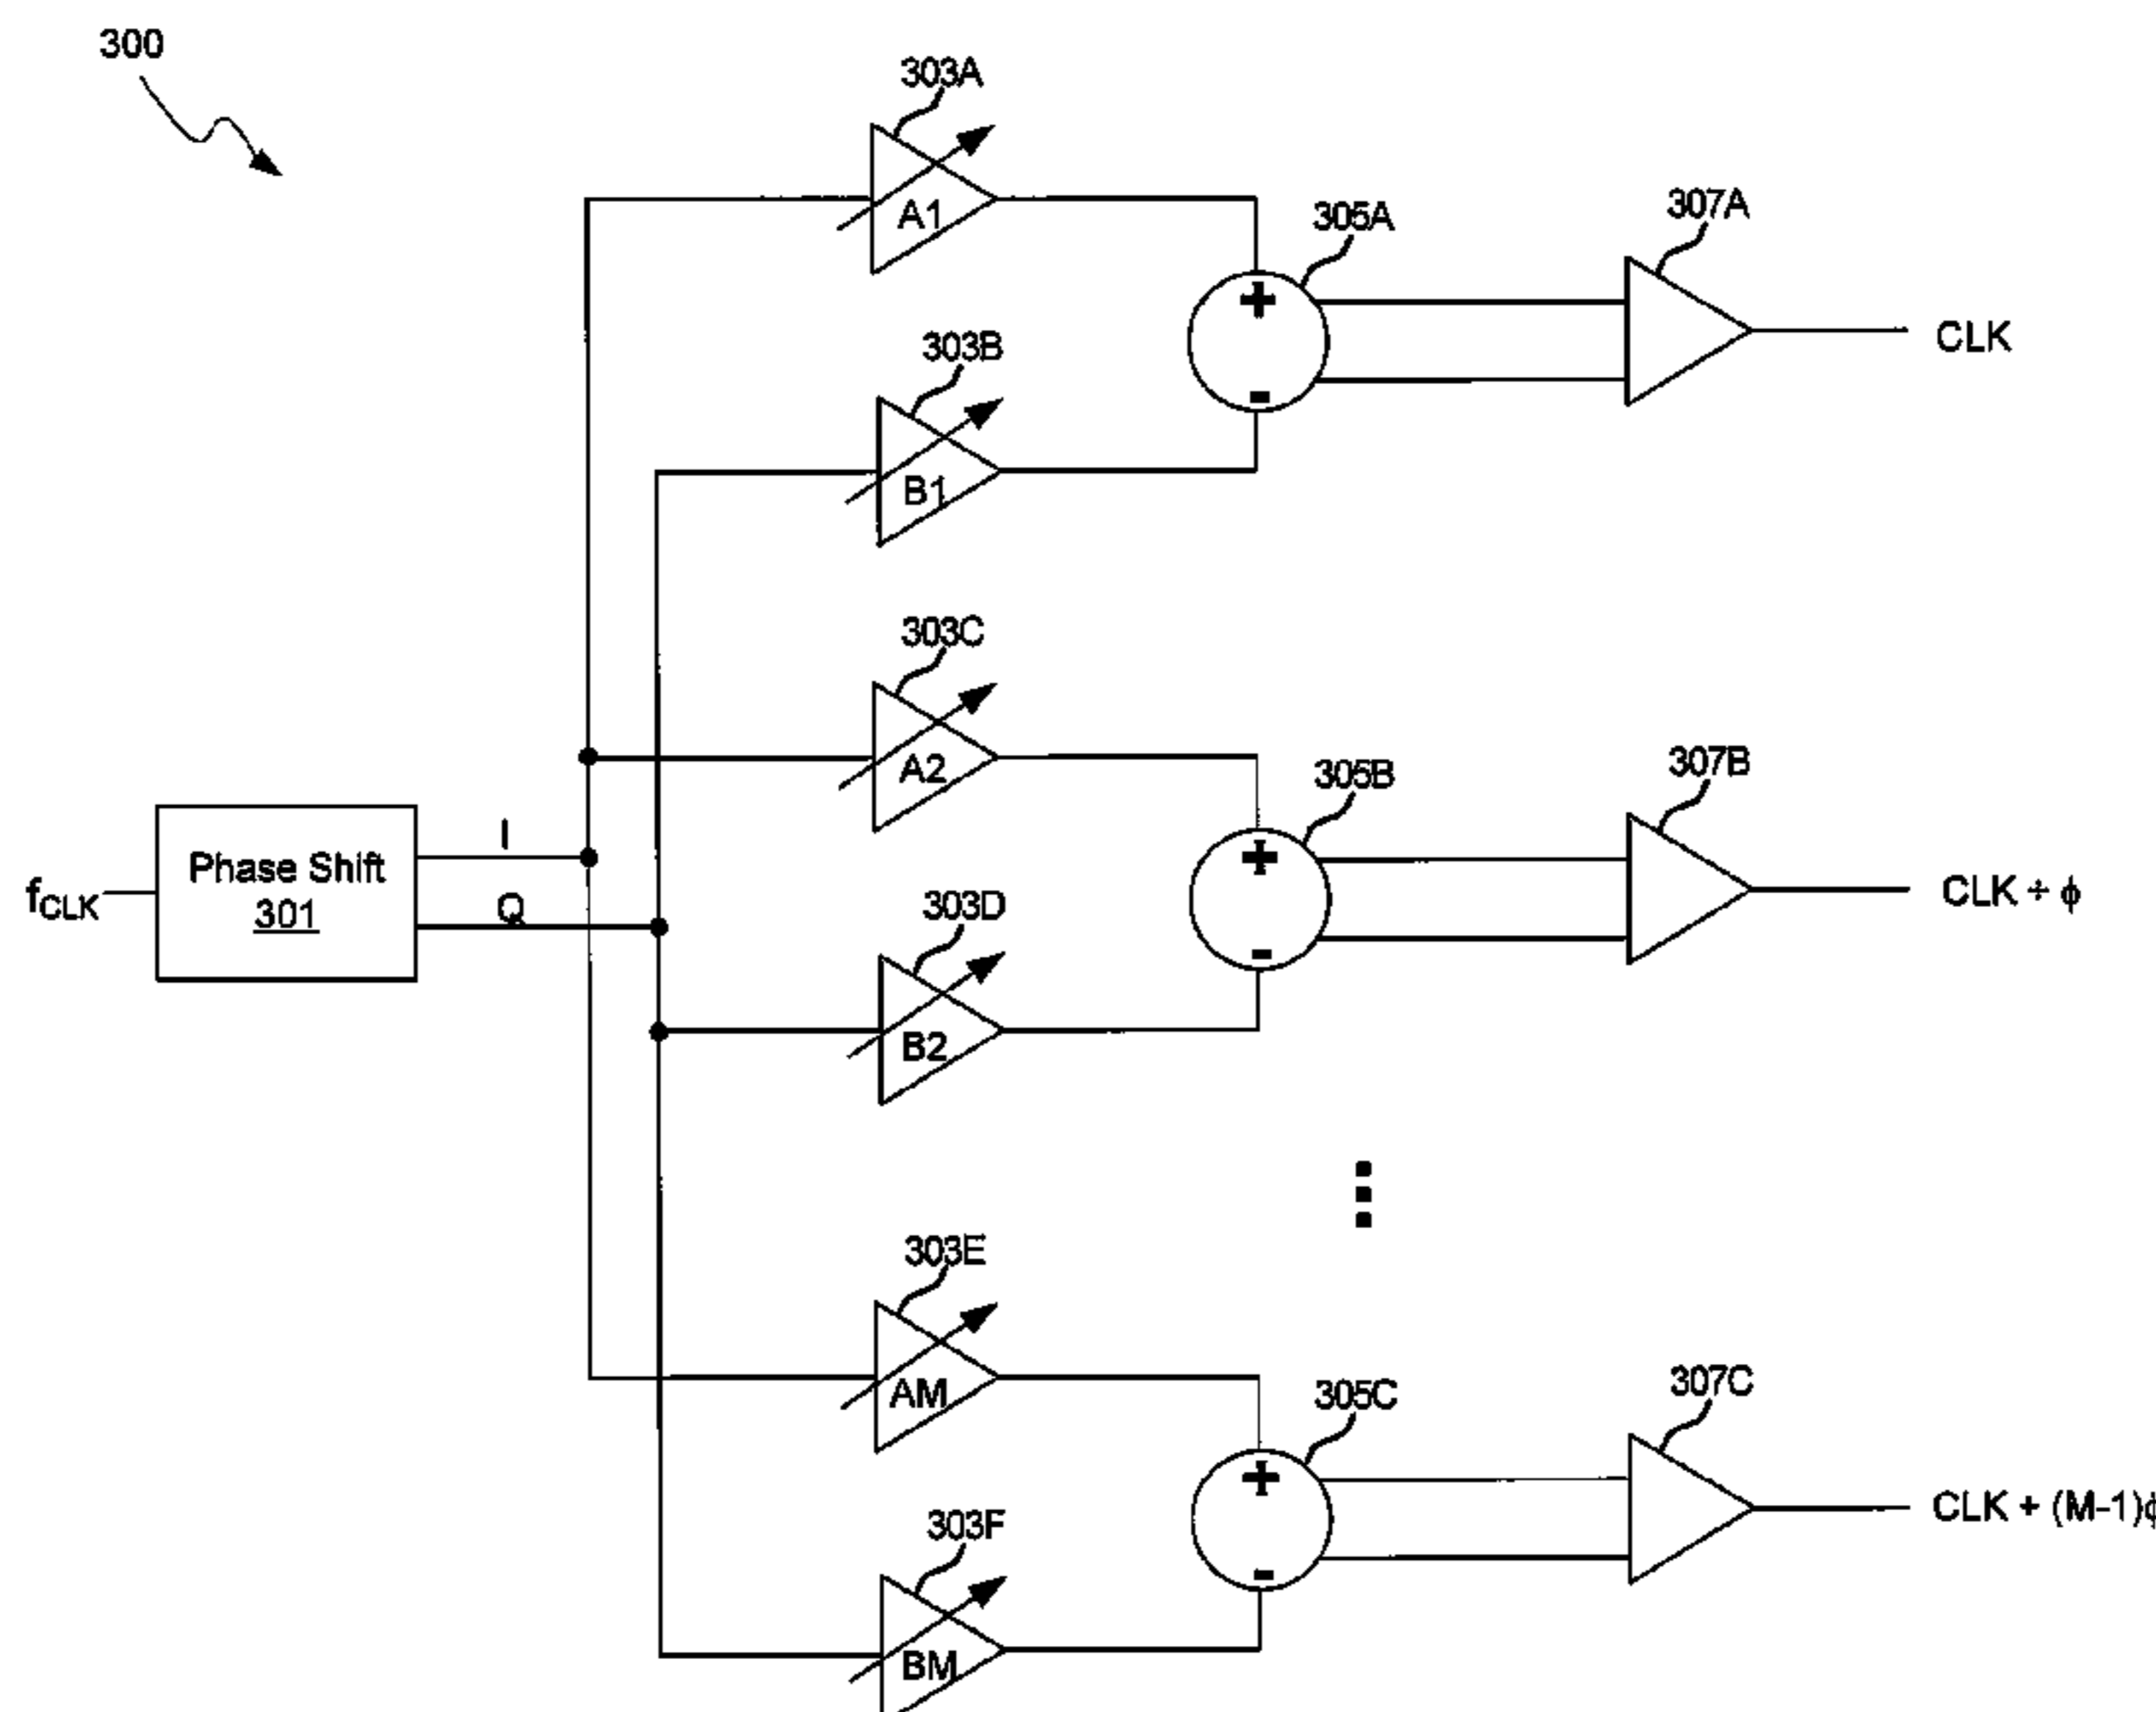 300
303A
A1
305A
307A
CLK
303B
B1
303C
A2
305B
307B
CLK + ϕ
fCLK
Phase Shift
301
I
Q
303D
B2
303E
AM
305C
307C
CLK + (M-1)ϕ
303F
BM
+
-
+
-
+
-